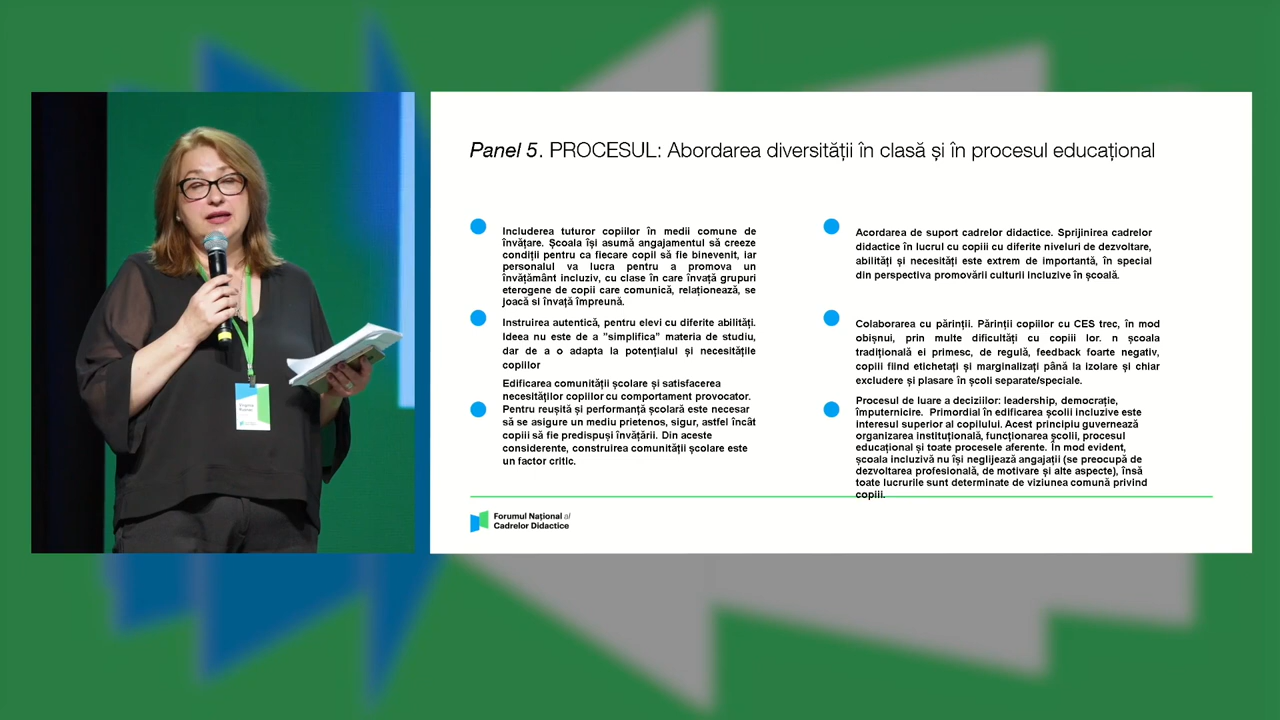 Panel 5. PROCESUL: Abordarea diversității în clasă și în procesul educațional
Includerea tuturor copiilor în medii comune de
învățare. Școala își asumă angajamentul să creeze
condiții pentru ca fiecare copil să fie binevenit, iar
personalul va lucra pentru a promova un
învățământ incluziv, cu clase în care învață grupuri
eterogene de copii care comunică, relaționează, se
joacă si învață împreună.
Instruirea autentică, pentru elevi cu diferite abilități.
Ideea nu este de a "simplifica" materia de studiu,
dar de a o adapta la potențialul și necesitățile
copiilor
Edificarea comunității școlare și satisfacerea
necesităților copiilor cu comportament provocator.
Pentru reușită și performanță școlară este necesar
să se asigure un mediu prietenos, sigur, astfel încât
copiii să fie predispuși învățării. Din aceste
considerente, construirea comunității școlare este
un factor critic.
Acordarea de suport cadrelor didactice. Sprijinirea cadrelor
didactice în lucrul cu copiii cu diferite niveluri de dezvoltare,
abilități și necesități este extrem de importantă, în special
din perspectiva promovării culturii incluzive în școală.
Colaborarea cu părinții. Părinții copiilor cu CES trec, în mod
obișnui, prin multe dificultăți cu copiii lor. n școala
tradițională ei primesc, de regulă, feedback foarte negativ,
copiii fiind etichetați și marginalizați până la izolare și chiar
excludere și plasare în școli separate/speciale.
Procesul de luare a deciziilor: leadership, democrație,
împuternicire. Primordial în edificarea școlii incluzive este
interesul superior al copilului. Acest principiu guvernează
organizarea instituțională, funcționarea școlii, procesul
educațional și toate procesele aferente. În mod evident,
școala incluzivă nu își neglijează angajații (se preocupă de
dezvoltarea profesională, de motivare și alte aspecte), însă
toate lucrurile sunt determinate de viziunea comună privind
copiii.
Forumul Național al
Cadrelor Didactice